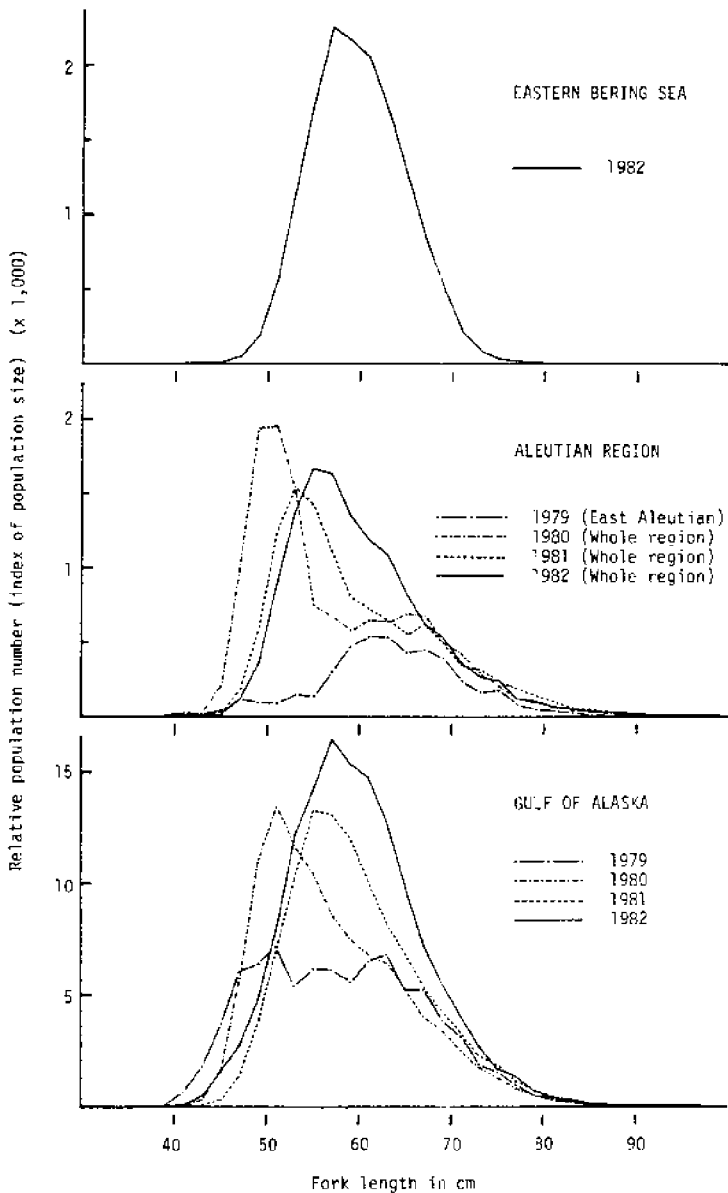 Relative population number (index of population size) (x 1,000)
2
1
EASTERN BERING SEA
1982
2
1
ALEUTIAN REGION
1979 (East Aleutian)
1980 (Whole region)
1981 (Whole region)
1982 (Whole region)
15
10
5
GULF OF ALASKA
1979
1980
1981
1982
40 50 60 70 80 90
Fork length in cm